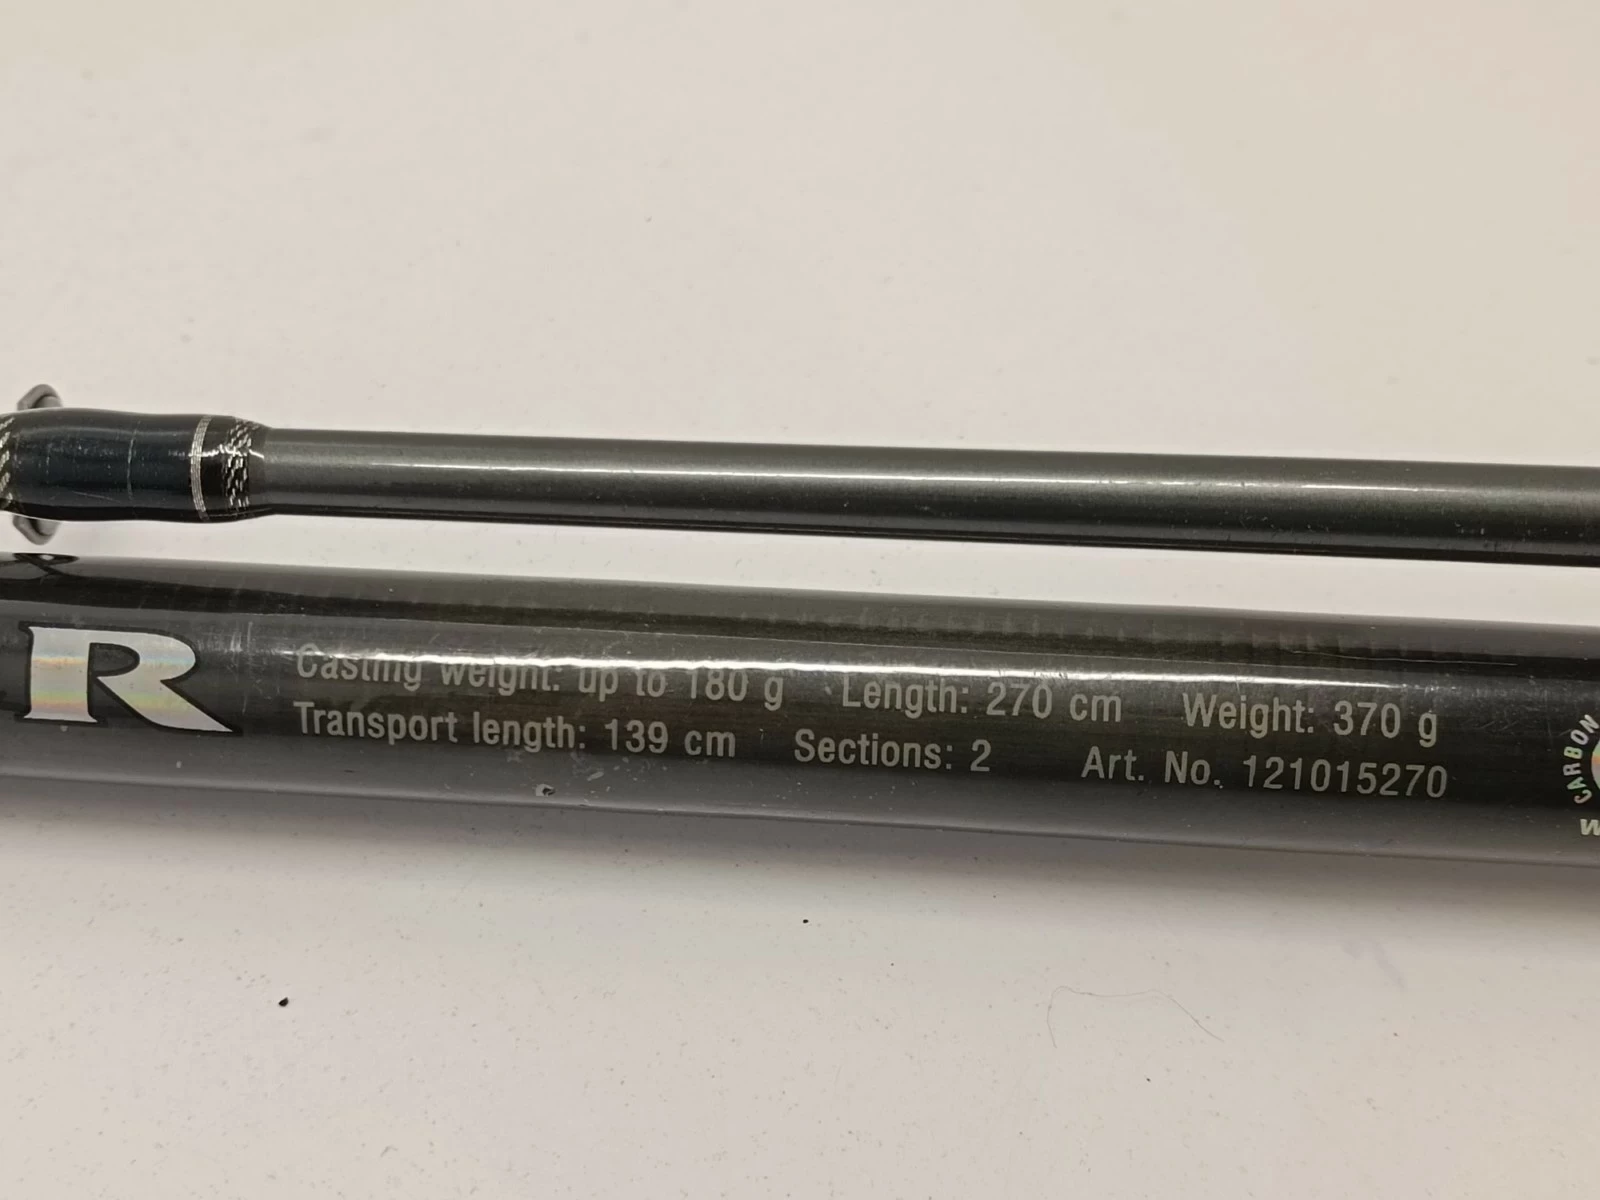 R
Casting weight: up to 180 g Length: 270 cm Weight: 370 g
Transport length: 139 cm Sections: 2 Art. No. 121015270
CARBON